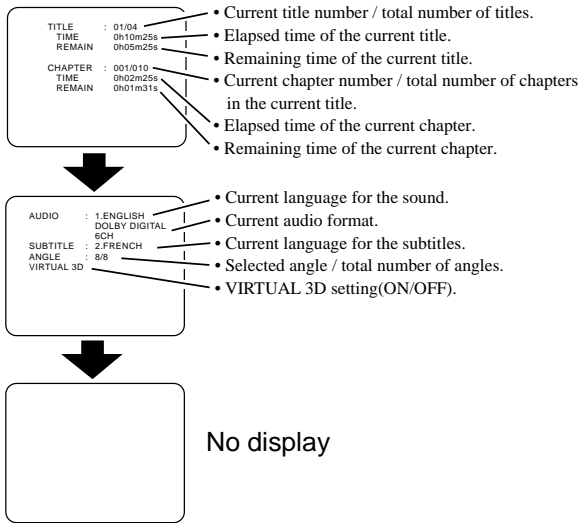 TITLE : 01/04
TIME 0h10m25s
REMAIN 0h05m25s
CHAPTER : 001/010
TIME 0h02m25s
REMAIN 0h01m31s
• Current title number / total number of titles.
• Elapsed time of the current title.
• Remaining time of the current title.
• Current chapter number / total number of chapters
in the current title.
• Elapsed time of the current chapter.
• Remaining time of the current chapter.
AUDIO : 1.ENGLISH
DOLBY DIGITAL
6CH
SUBTITLE : 2.FRENCH
ANGLE : 8/8
VIRTUAL 3D
• Current language for the sound.
• Current audio format.
• Current language for the subtitles.
• Selected angle / total number of angles.
• VIRTUAL 3D setting(ON/OFF).
No display